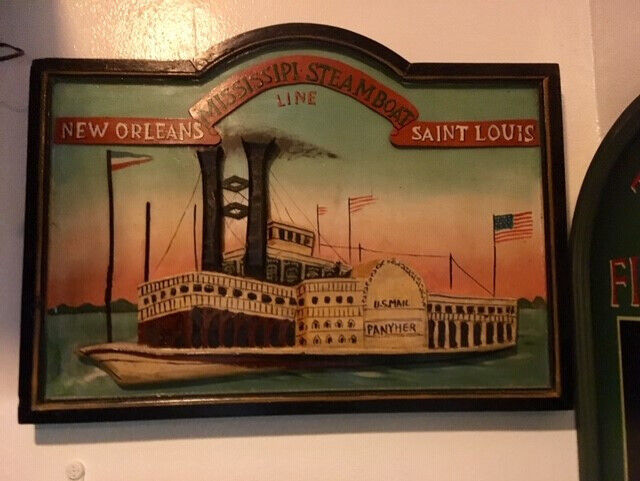 MISSISSIPI STEAMBOAT
LINE
NEW ORLEANS
SAINT LOUIS
U.S.MAIL
PANYHER